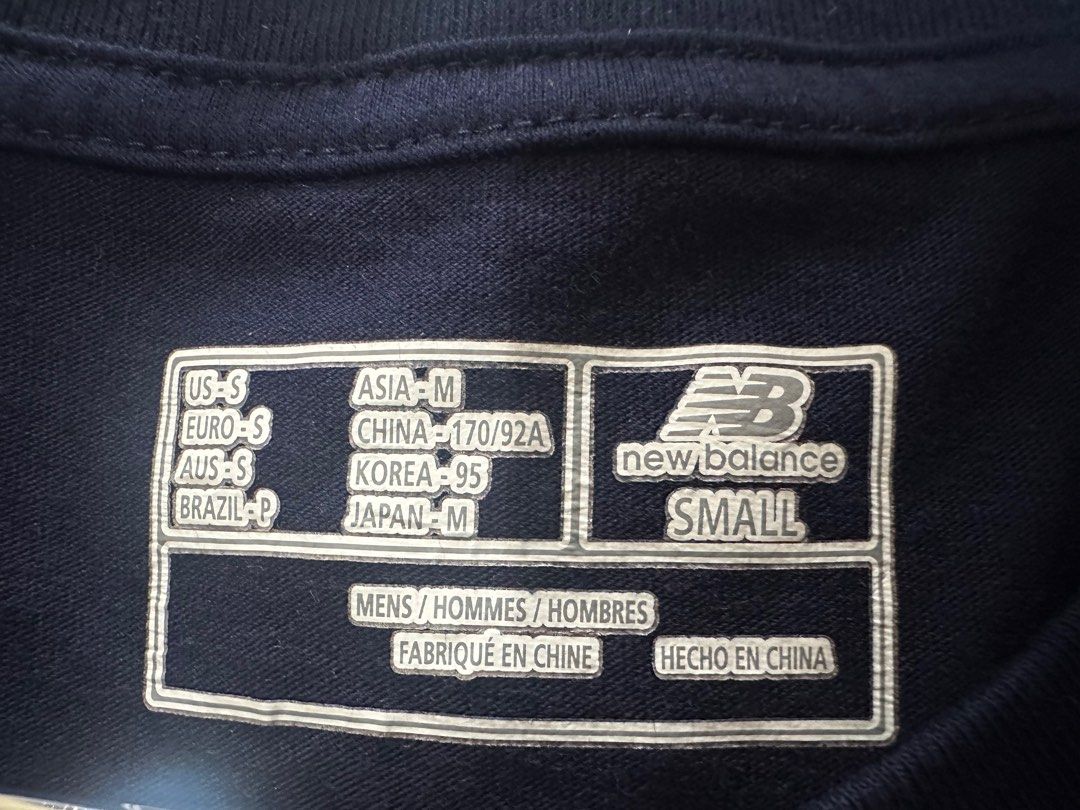 US - S
EURO - S
AUS - S
BRAZIL - P
ASIA - M
CHINA - 170/92A
KOREA - 95
JAPAN - M
NB
new balance
SMALL
MENS / HOMMES / HOMBRES
FABRIQUÉ EN CHINE HECHO EN CHINA